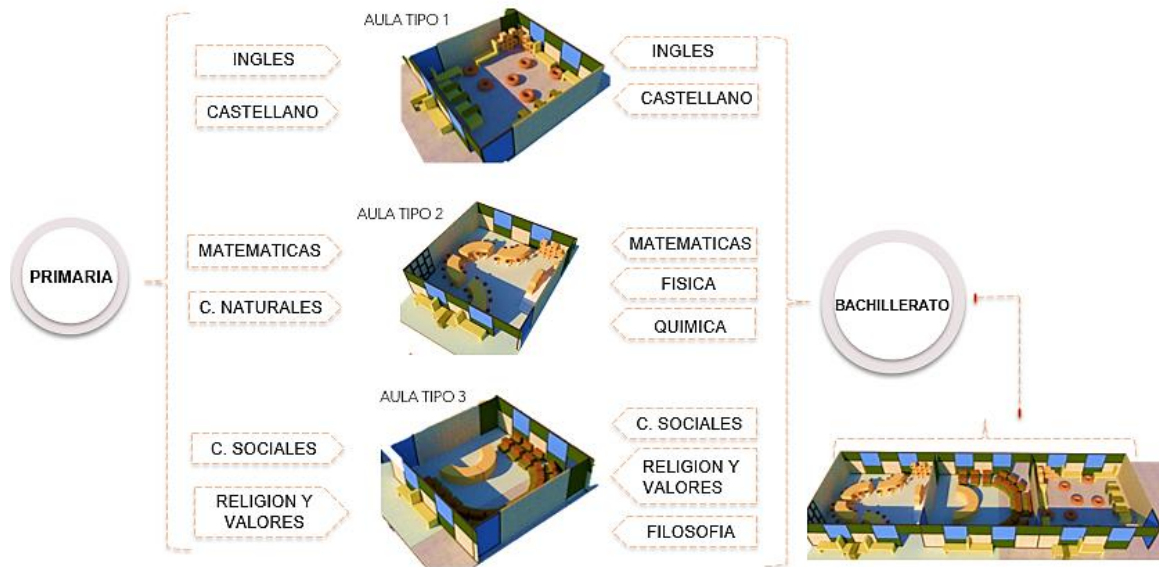 AULA TIPO 1
INGLES
INGLES
CASTELLANO
CASTELLANO
AULA TIPO 2
MATEMATICAS
MATEMATICAS
PRIMARIA
FISICA
BACHILLERATO
C. NATURALES
QUIMICA
AULA TIPO 3
C. SOCIALES
C. SOCIALES
RELIGION Y
VALORES
RELIGION Y
VALORES
FILOSOFIA